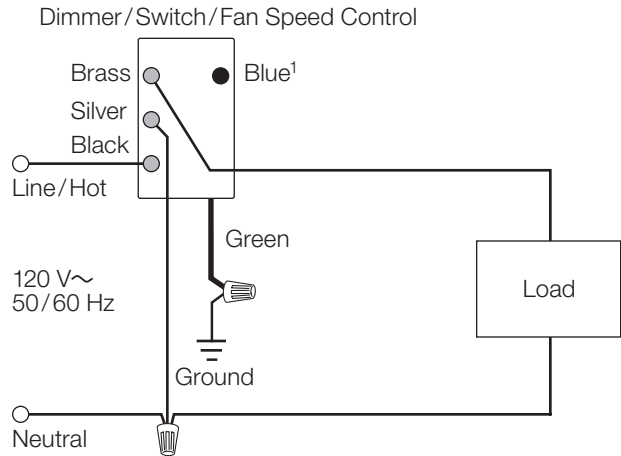 Dimmer/Switch/Fan Speed Control
Brass
Blue¹
Silver
Black
Line/Hot
Green
120 V~
50/60 Hz
Load
Ground
Neutral